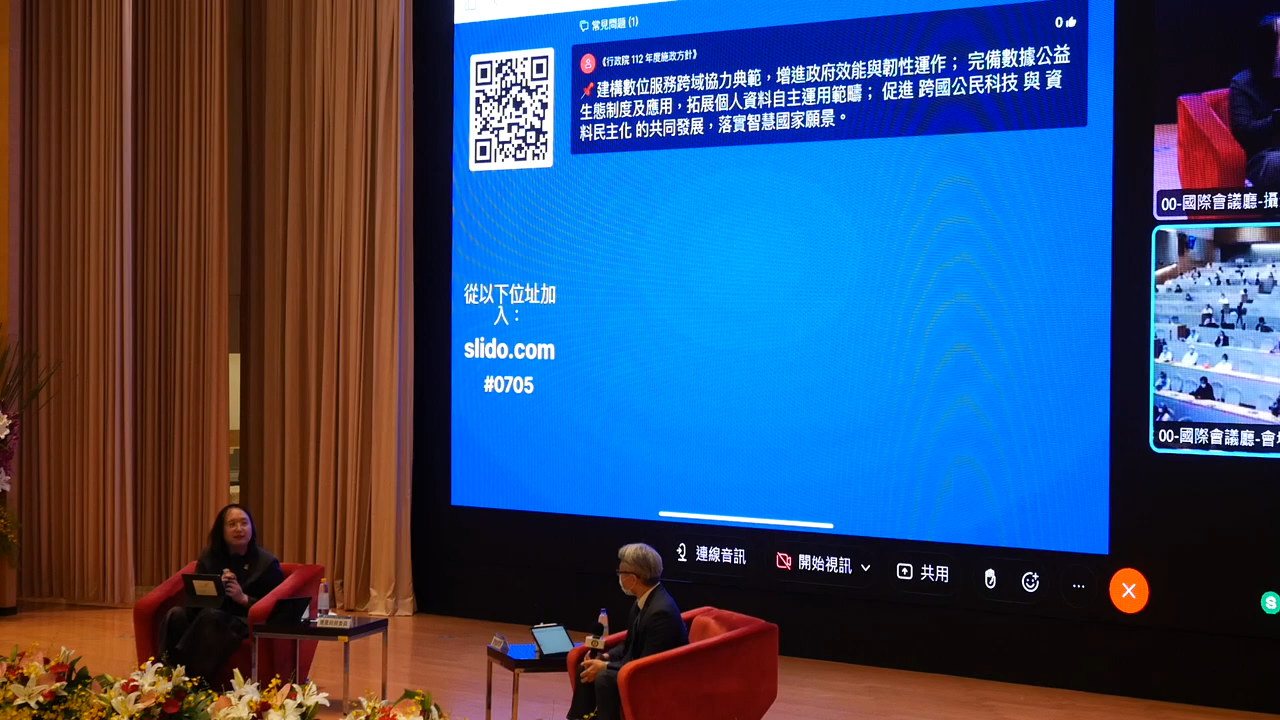 常見問題 (1)
0
《行政院 112 年度施政方針》
建構數位服務跨域協力典範，增進政府效能與韌性運作； 完備數據公益
生態制度及應用，拓展個人資料自主運用範疇； 促進 跨國公民科技 與 資
料民主化 的共同發展，落實智慧國家願景。
從以下位址加
入：
slido.com
#0705
00-國際會議廳-攝
00-國際會議廳-會
連線音訊
開始視訊
共用
S